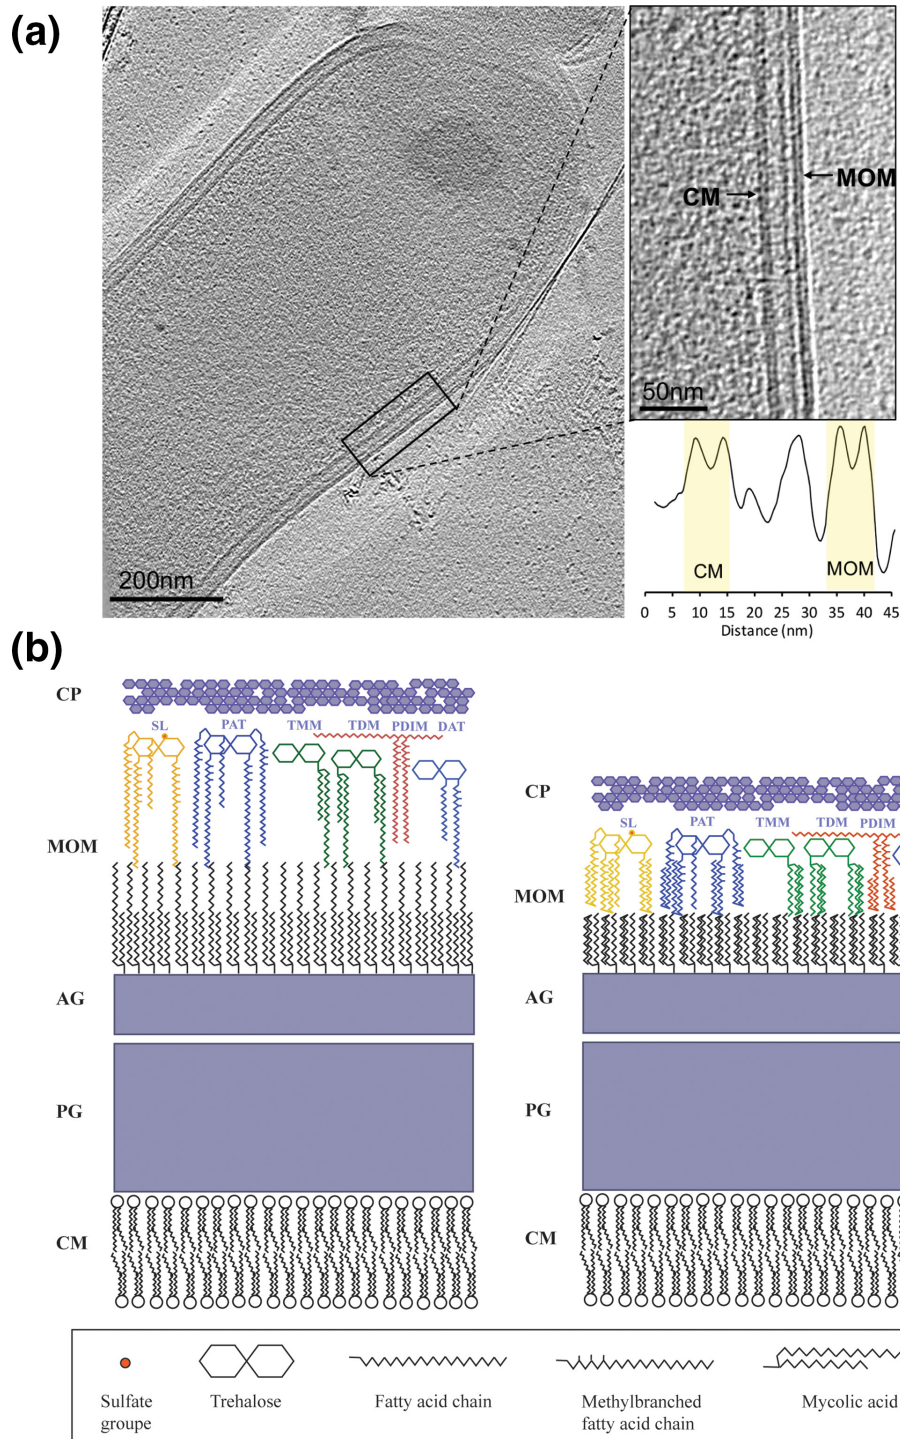 (a)
CM
MOM
50nm
200nm
CM
MOM
0 5 10 15 20 25 30 35 40 45
Distance (nm)
(b)
CP
SL PAT TMM TDM PDIM DAT
MOM
AG
PG
CM
CP
SL PAT TMM TDM PDIM
MOM
AG
PG
CM
Sulfate
groupe
Trehalose
Fatty acid chain
Methylbranched
fatty acid chain
Mycolic acid